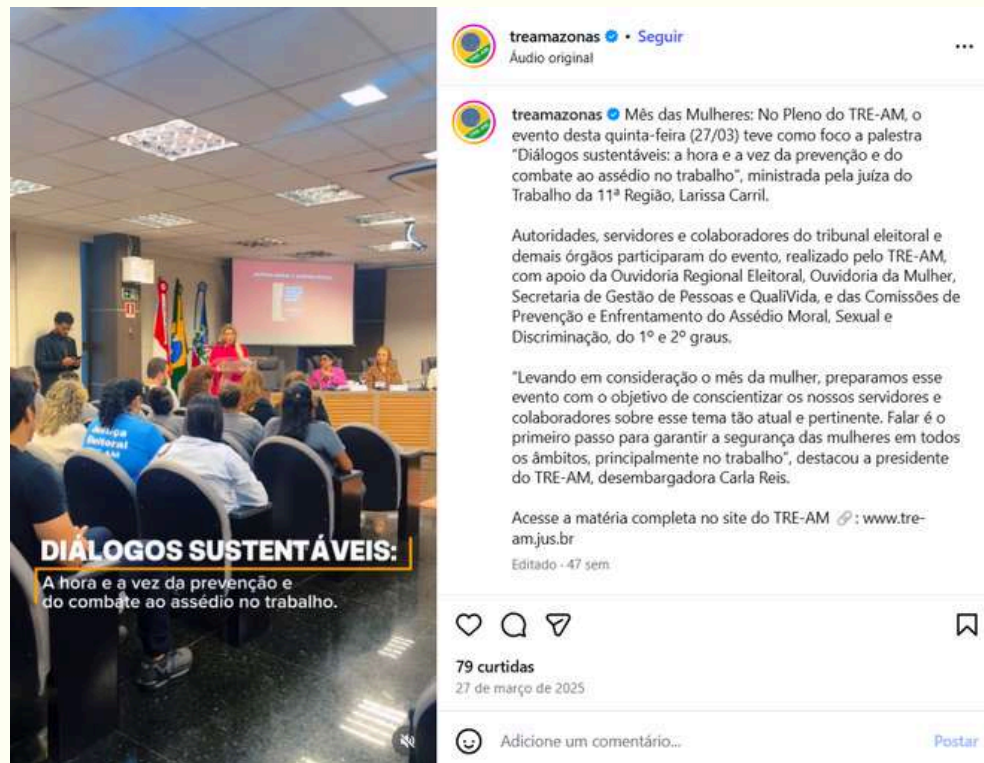 treamazonas • Seguir
Áudio original
treamazonas Mês das Mulheres: No Pleno do TRE-AM, o
evento desta quinta-feira (27/03) teve como foco a palestra
"Diálogos sustentáveis: a hora e a vez da prevenção e do
combate ao assédio no trabalho", ministrada pela juíza do
Trabalho da 11ª Região, Larissa Carril.
Autoridades, servidores e colaboradores do tribunal eleitoral e
demais órgãos participaram do evento, realizado pelo TRE-AM,
com apoio da Ouvidoria Regional Eleitoral, Ouvidoria da Mulher,
Secretaria de Gestão de Pessoas e QualiVida, e das Comissões de
Prevenção e Enfrentamento do Assédio Moral, Sexual e
Discriminação, do 1º e 2º graus.
"Levando em consideração o mês da mulher, preparamos esse
evento com o objetivo de conscientizar os nossos servidores e
colaboradores sobre esse tema tão atual e pertinente. Falar é o
primeiro passo para garantir a segurança das mulheres em todos
os âmbitos, principalmente no trabalho", destacou a presidente
do TRE-AM, desembargadora Carla Reis.
Acesse a matéria completa no site do TRE-AM 🔗: www.tre-
am.jus.br
Editado · 47 sem
79 curtidas
27 de março de 2025
Adicione um comentário... Postar
Justiça
Eleitoral
DIÁLOGOS SUSTENTÁVEIS:
A hora e a vez da prevenção e
do combate ao assédio no trabalho.